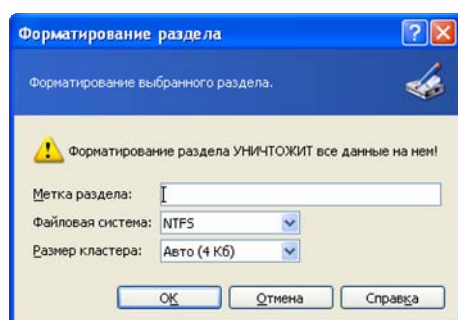 Форматирование раздела
Форматирование выбранного раздела.
Форматирование раздела УНИЧТОЖИТ все данные на нем!
Метка раздела:
Файловая система: NTFS
Размер кластера: Авто (4 Кб)
ОК Отмена Справка